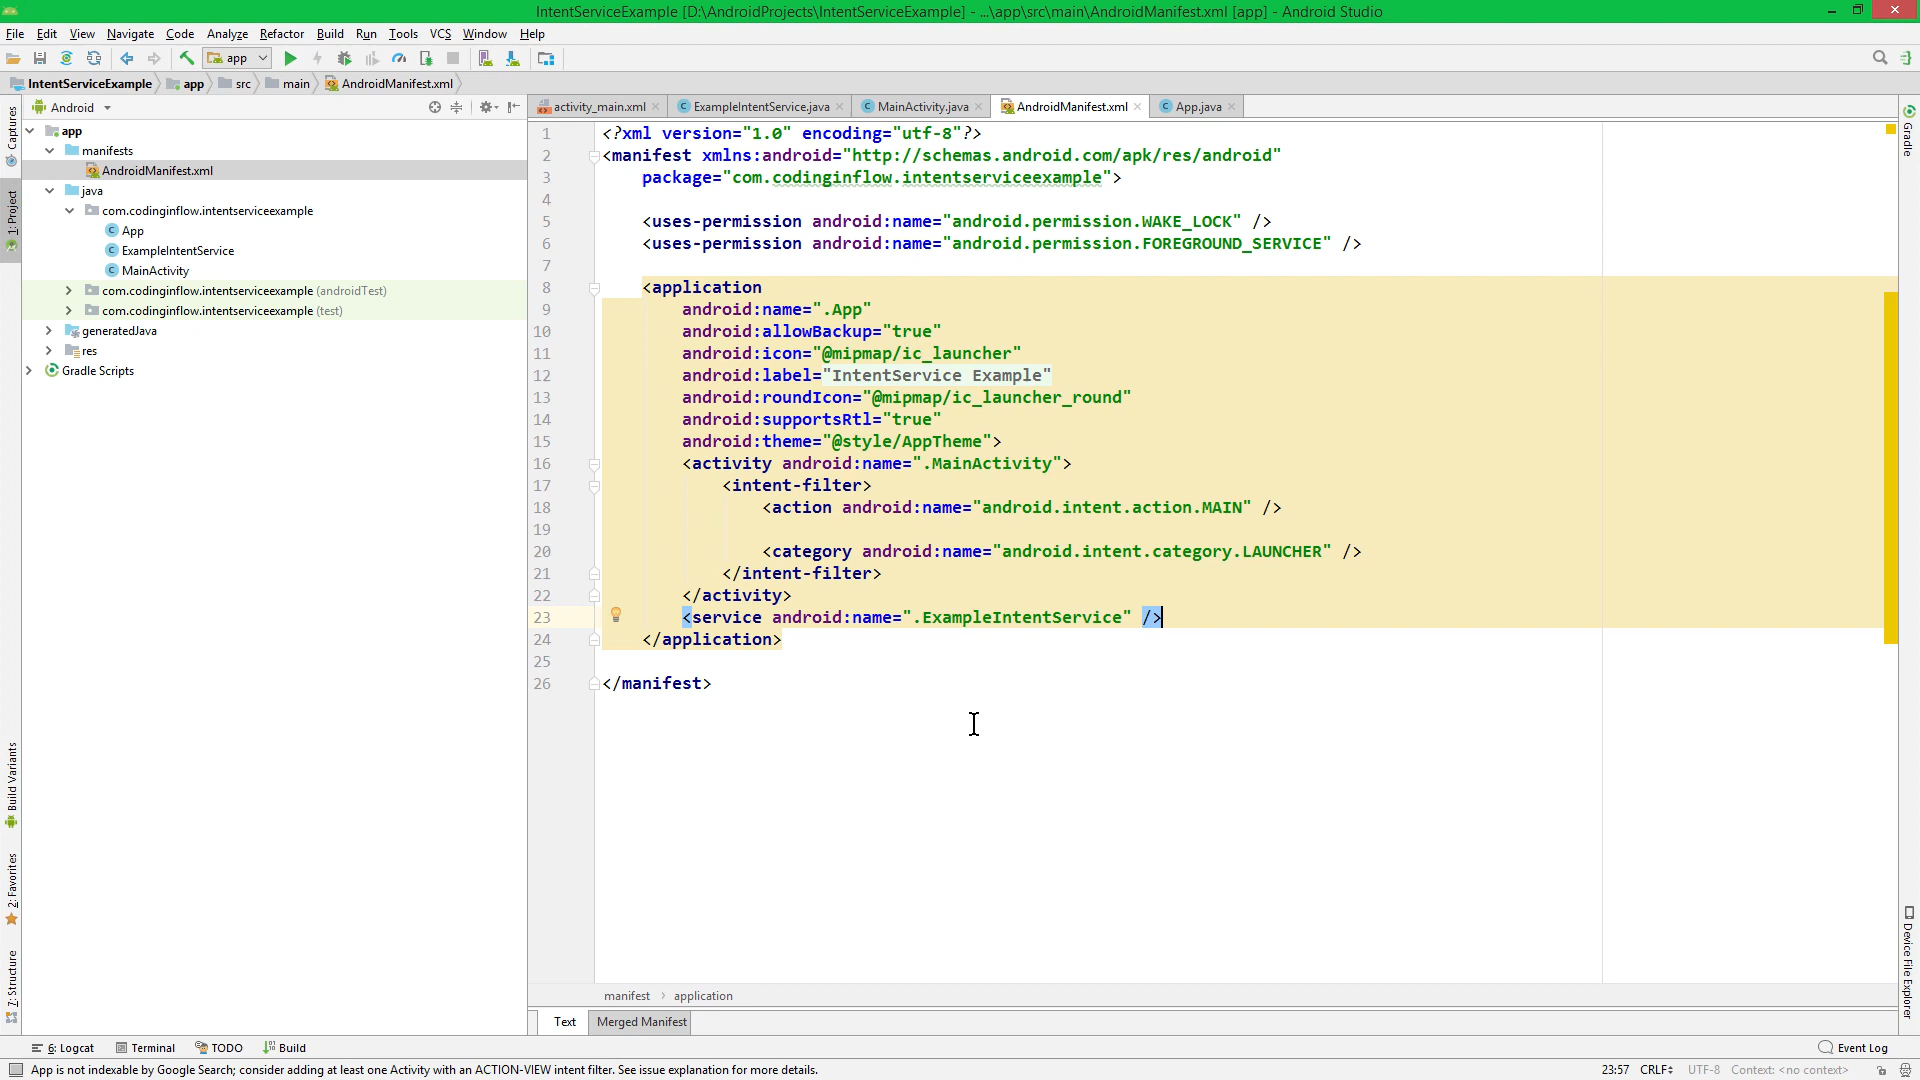 IntentServiceExample [D:\AndroidProjects\IntentServiceExample] - ...\app\src\main\AndroidManifest.xml [app] - Android Studio
File Edit View Navigate Code Analyze Refactor Build Run Tools VCS Window Help
app
IntentServiceExample app src main AndroidManifest.xml
Android
activity_main.xml ExampleIntentService.java MainActivity.java AndroidManifest.xml App.java
Captures
1: Project
Build Variants
2: Favorites
7: Structure
app
manifests
AndroidManifest.xml
java
com.codinginflow.intentserviceexample
App
ExampleIntentService
MainActivity
com.codinginflow.intentserviceexample (androidTest)
com.codinginflow.intentserviceexample (test)
generatedJava
res
Gradle Scripts
1 <?xml version="1.0" encoding="utf-8"?>
2 <manifest xmlns:android="http://schemas.android.com/apk/res/android"
3 package="com.codinginflow.intentserviceexample">
4
5 <uses-permission android:name="android.permission.WAKE_LOCK" />
6 <uses-permission android:name="android.permission.FOREGROUND_SERVICE" />
7
8 <application
9 android:name=".App"
10 android:allowBackup="true"
11 android:icon="@mipmap/ic_launcher"
12 android:label="IntentService Example"
13 android:roundIcon="@mipmap/ic_launcher_round"
14 android:supportsRtl="true"
15 android:theme="@style/AppTheme">
16 <activity android:name=".MainActivity">
17 <intent-filter>
18 <action android:name="android.intent.action.MAIN" />
19
20 <category android:name="android.intent.category.LAUNCHER" />
21 </intent-filter>
22 </activity>
23 <service android:name=".ExampleIntentService" />
24 </application>
25
26 </manifest>
manifest › application
Text Merged Manifest
Gradle
Device File Explorer
6: Logcat Terminal TODO Build Event Log
App is not indexable by Google Search; consider adding at least one Activity with an ACTION-VIEW intent filter. See issue explanation for more details. 23:57 CRLF UTF-8 Context: <no context>